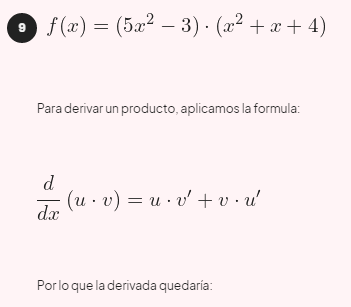 9 f(x) = (5x² − 3) · (x² + x + 4)
Para derivar un producto, aplicamos la formula:
d/dx (u · v) = u · v′ + v · u′
Por lo que la derivada quedaría: